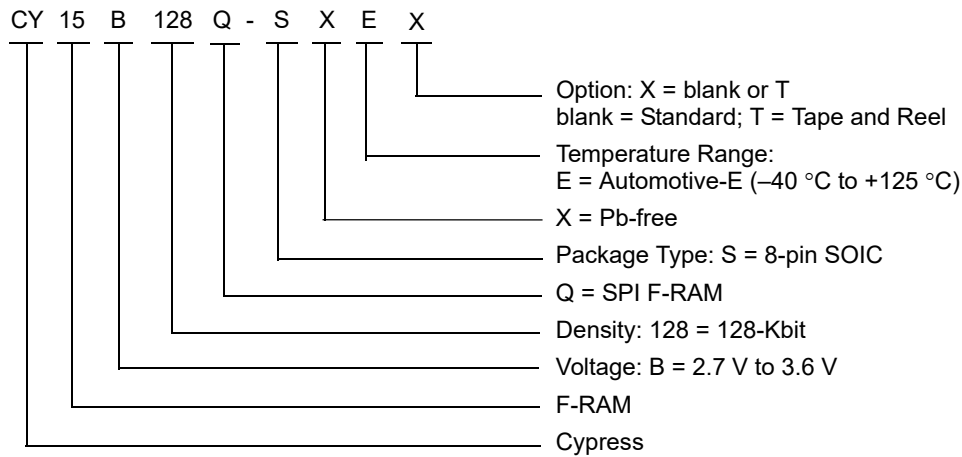 CY 15 B 128 Q - S X E X
Option: X = blank or T
blank = Standard; T = Tape and Reel
Temperature Range:
E = Automotive-E (–40 °C to +125 °C)
X = Pb-free
Package Type: S = 8-pin SOIC
Q = SPI F-RAM
Density: 128 = 128-Kbit
Voltage: B = 2.7 V to 3.6 V
F-RAM
Cypress